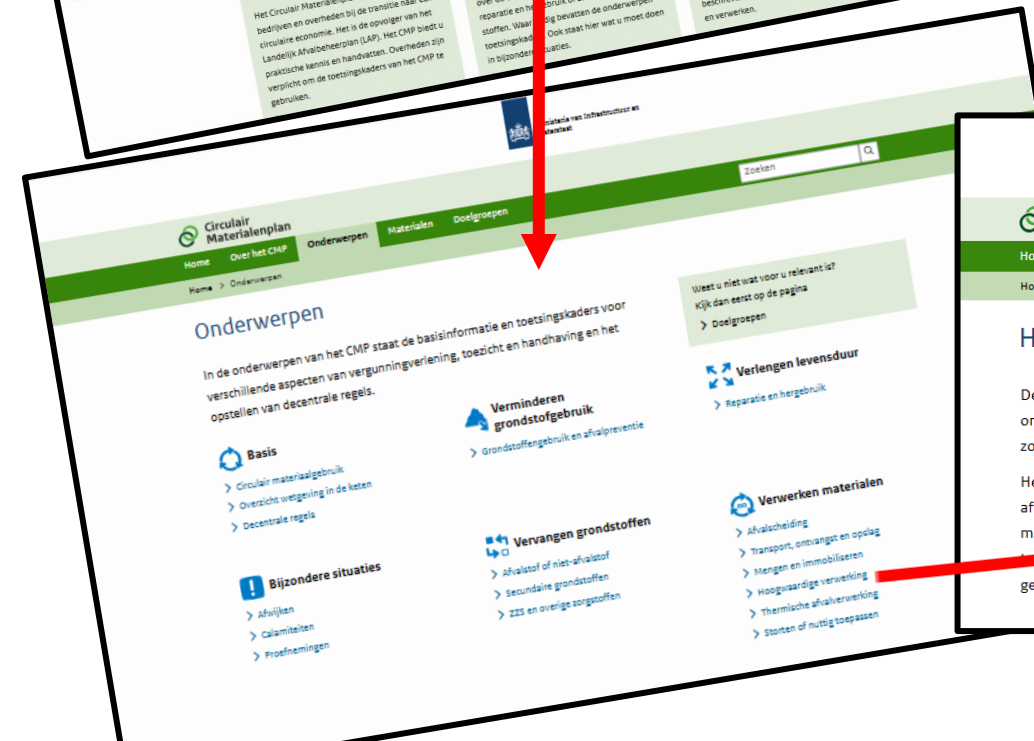 Het Circulair Materialenplan
bedrijven en overheden bij de transitie naar een
circulaire economie. Het is de opvolger van het
Landelijk Afvalbeheerplan (LAP). Het CMP biedt u
praktische kennis en handvatten. Overheden zijn
verplicht om de toetsingskaders van het CMP te
gebruiken.
reparatie en hergebruik
stoffen. Waar bevatten de onderwerpen
Ook staat hier wat u moet doen
in bijzondere situaties.
en verwerken.
Ministerie van Infrastructuur en
Waterstaat
Circulair
Materialenplan
Zoeken
Home Over het CMP Onderwerpen Materialen Doelgroepen
Home > Onderwerpen
Onderwerpen
In de onderwerpen van het CMP staat de basisinformatie en toetsingskaders voor
verschillende aspecten van vergunningverlening, toezicht en handhaving en het
opstellen van decentrale regels.
Weet u niet wat voor u relevant is?
Kijk dan eerst op de pagina
> Doelgroepen
Basis
> Circulair materiaalgebruik
> Overzicht wetgeving in de keten
> Decentrale regels
Verminderen
grondstofgebruik
> Grondstoffengebruik en afvalpreventie
Verlengen levensduur
> Reparatie en hergebruik
Bijzondere situaties
> Afwijken
> Calamiteiten
> Proefnemingen
Vervangen grondstoffen
> Afvalstof of niet-afvalstof
> Secundaire grondstoffen
> ZZS en overige zorgstoffen
Verwerken materialen
> Afvalscheiding
> Transport, ontvangst en opslag
> Mengen en immobiliseren
> Hoogwaardige verwerking
> Thermische afvalverwerking
> Storten of nuttig toepassen
Ho
Ho
H
De
or
zo
He
af
m
ge